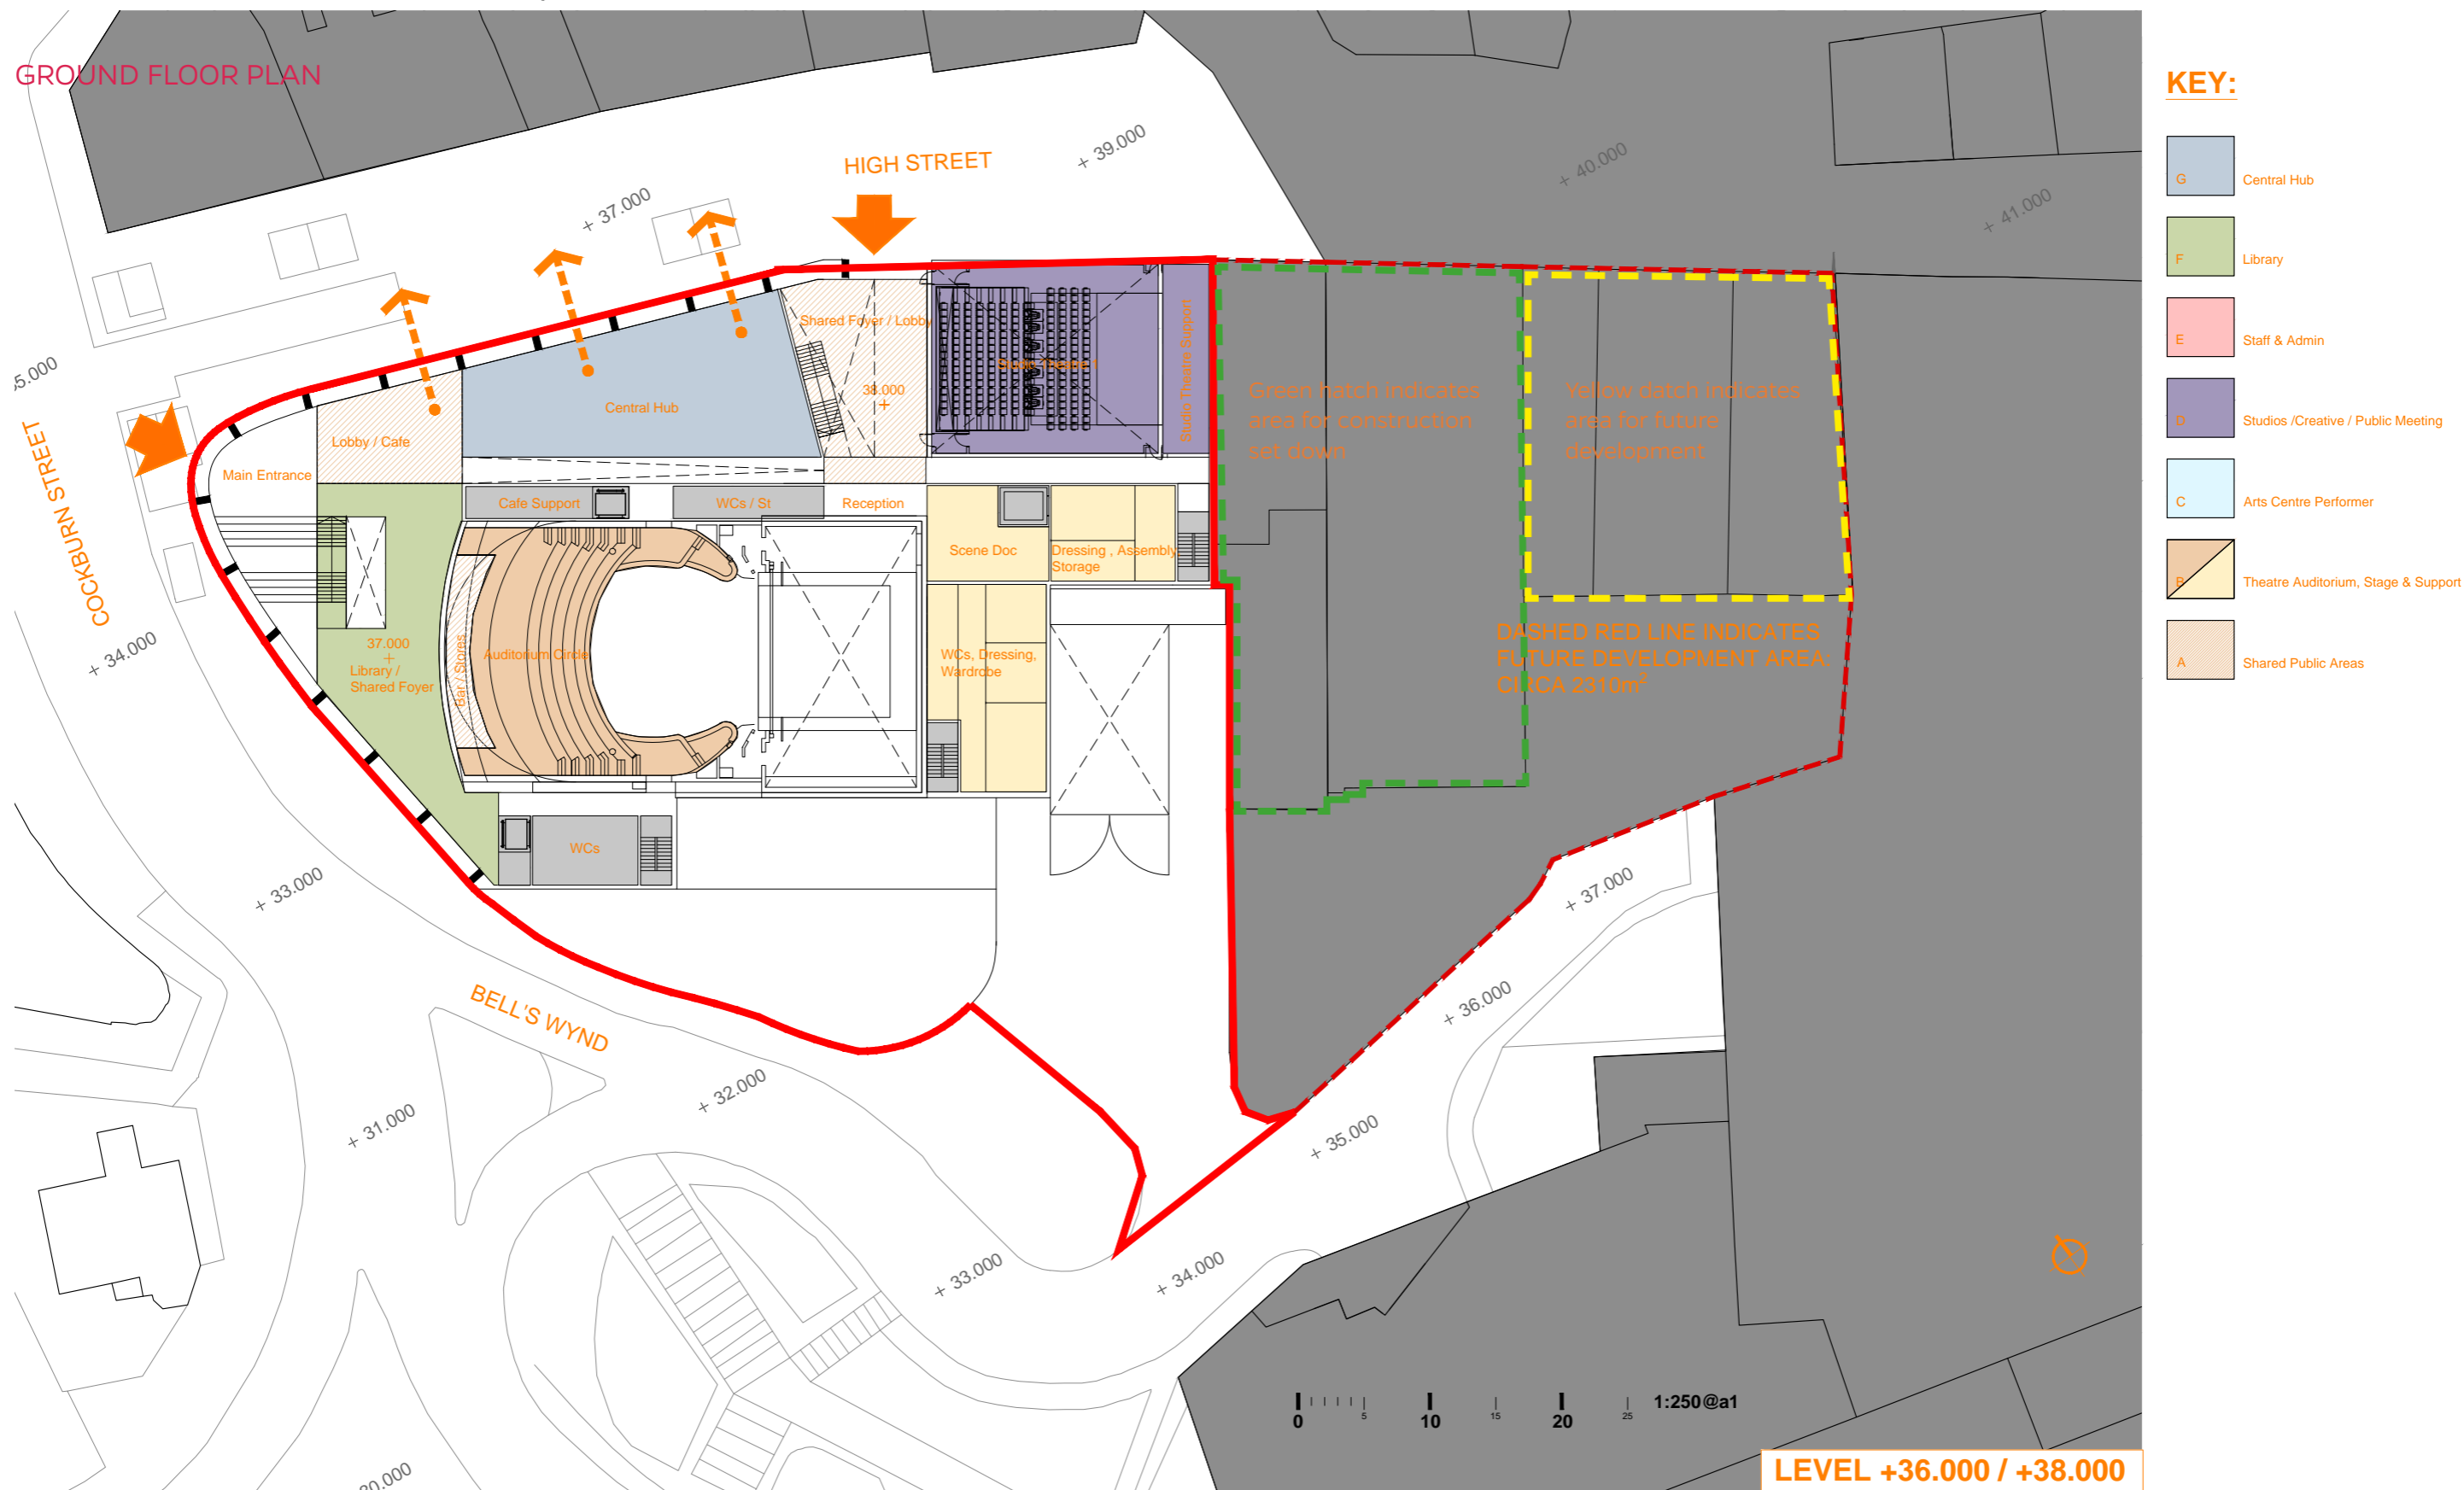 GROUND FLOOR PLAN
KEY:
G
Central Hub
F
Library
E
Staff & Admin
D
Studios /Creative / Public Meeting
C
Arts Centre Performer
B
Theatre Auditorium, Stage & Support
A
Shared Public Areas
HIGH STREET
+ 39.000
+ 40.000
+ 41.000
+ 37.000
COCKBURN STREET
+ 34.000
Main Entrance
Lobby / Cafe
Central Hub
Shared Foyer / Lobby
38.000
+
Studio Theatre Support
Cafe Support
WCs / St
Reception
Scene Doc
Dressing , Assembly
Storage
WCs, Dressing,
Wardrobe
37.000
+
Library /
Shared Foyer
Bar / Stores
Auditorium Circle
WCs
Green hatch indicates
area for construction
set down
Yellow datch indicates
area for future
development
DASHED RED LINE INDICATES
FUTURE DEVELOPMENT AREA:
CIRCA 2310m²
+ 33.000
BELL'S WYND
+ 32.000
+ 31.000
+ 33.000
+ 34.000
+ 35.000
+ 36.000
+ 37.000
0
5
10
15
20
25
1:250@a1
LEVEL +36.000 / +38.000